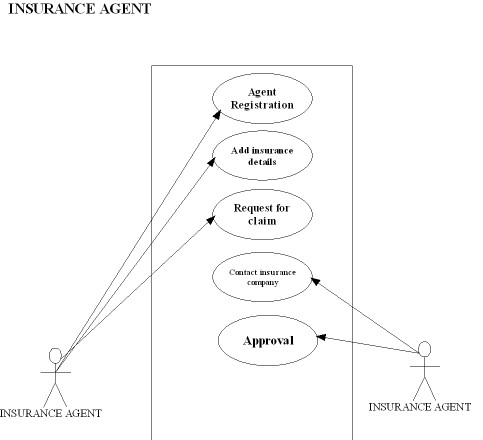 INSURANCE AGENT
Agent
Registration
Add insurance
details
Request for
claim
Contact insurance
company
Approval
INSURANCE AGENT
INSURANCE AGENT